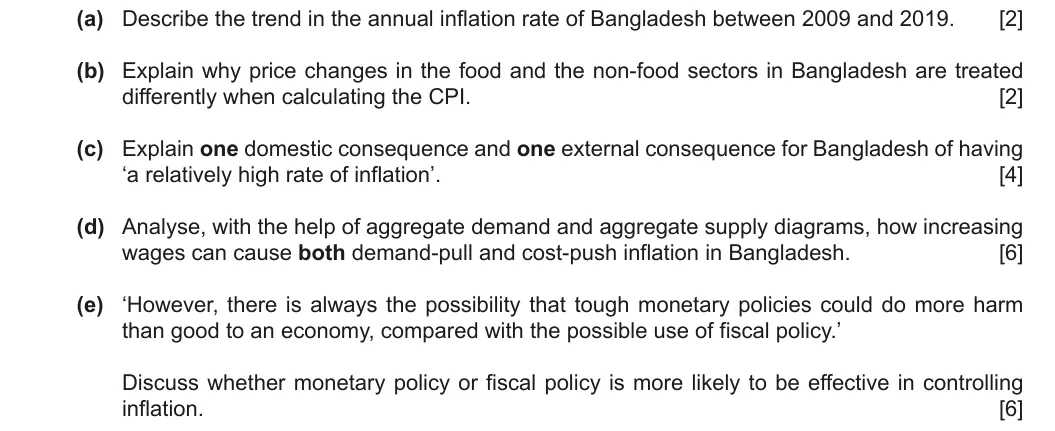 (a) Describe the trend in the annual inflation rate of Bangladesh between 2009 and 2019. [2]
(b) Explain why price changes in the food and the non-food sectors in Bangladesh are treated
differently when calculating the CPI. [2]
(c) Explain one domestic consequence and one external consequence for Bangladesh of having
‘a relatively high rate of inflation’. [4]
(d) Analyse, with the help of aggregate demand and aggregate supply diagrams, how increasing
wages can cause both demand-pull and cost-push inflation in Bangladesh. [6]
(e) ‘However, there is always the possibility that tough monetary policies could do more harm
than good to an economy, compared with the possible use of fiscal policy.’
Discuss whether monetary policy or fiscal policy is more likely to be effective in controlling
inflation. [6]